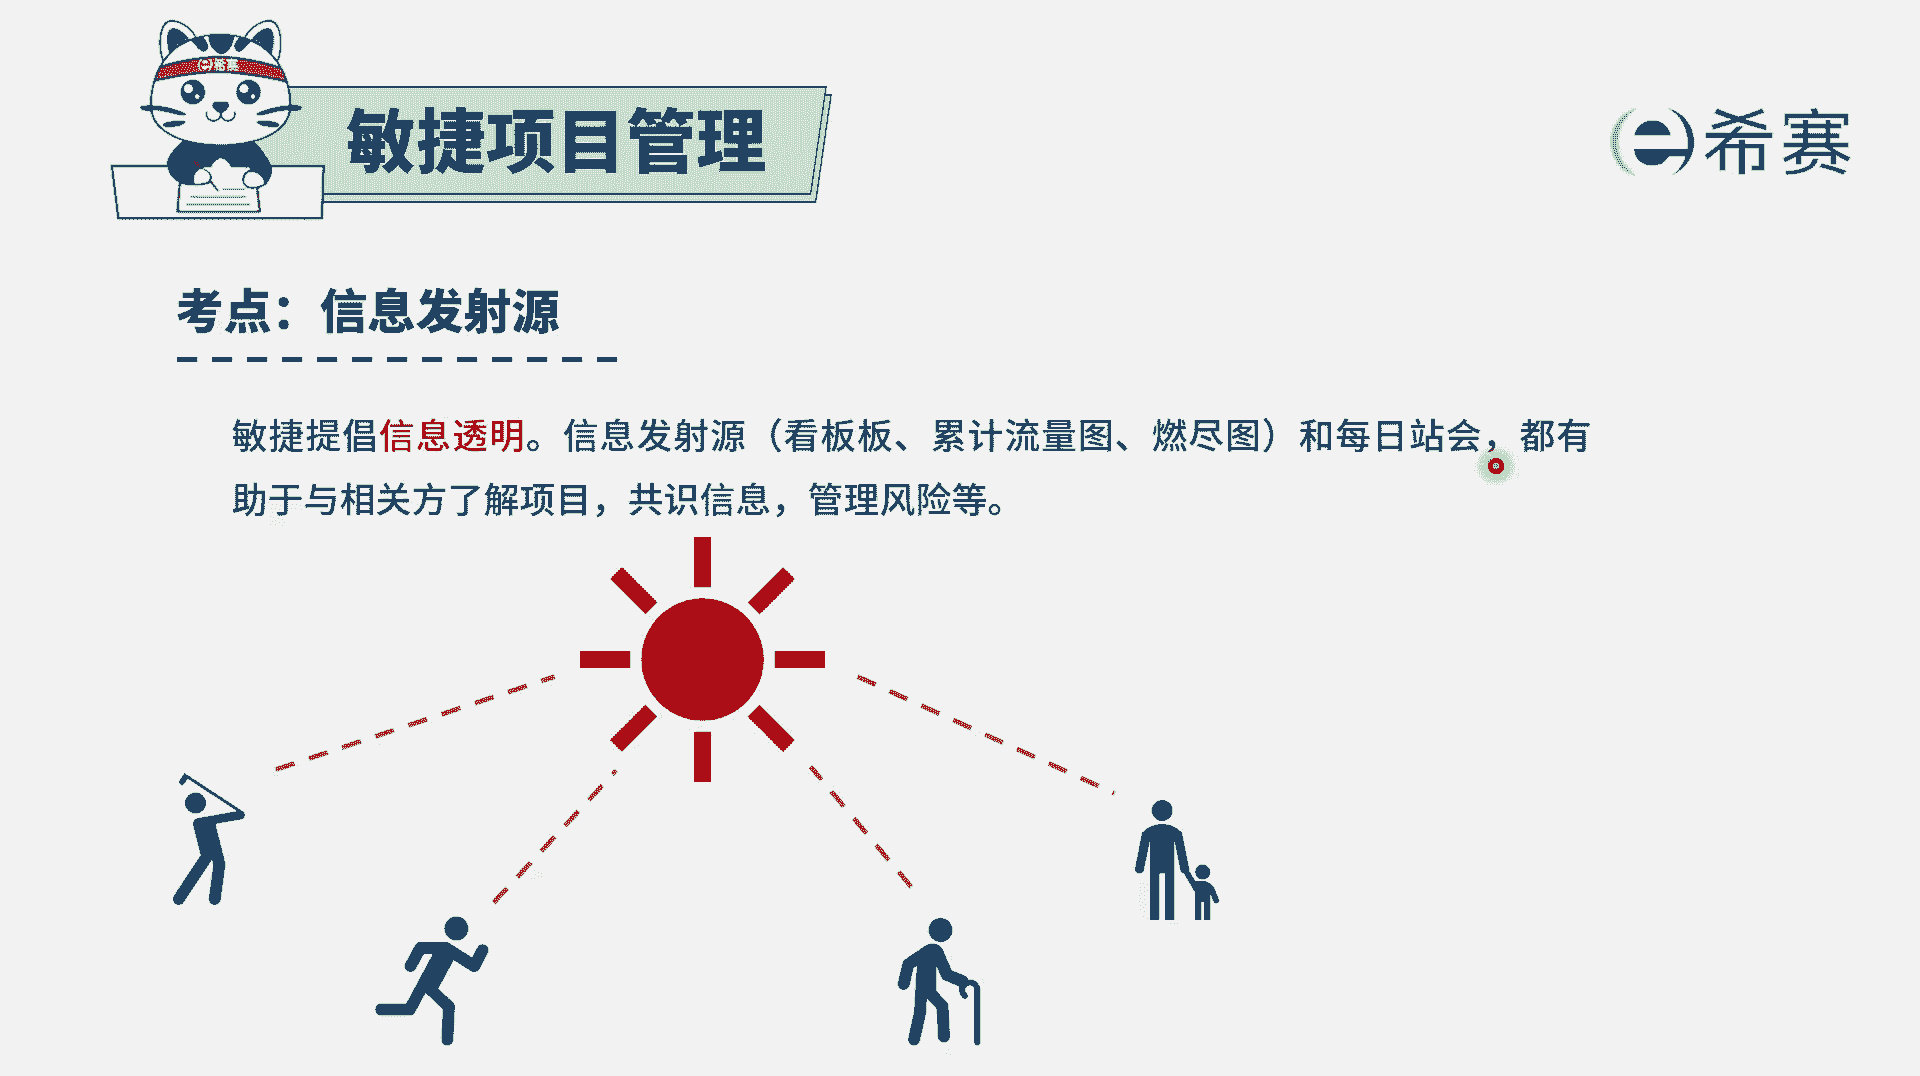 希赛
敏捷项目管理
希赛
考点：信息发射源
敏捷提倡信息透明。信息发射源（看板板、累计流量图、燃尽图）和每日站会，都有
助于与相关方了解项目，共识信息，管理风险等。